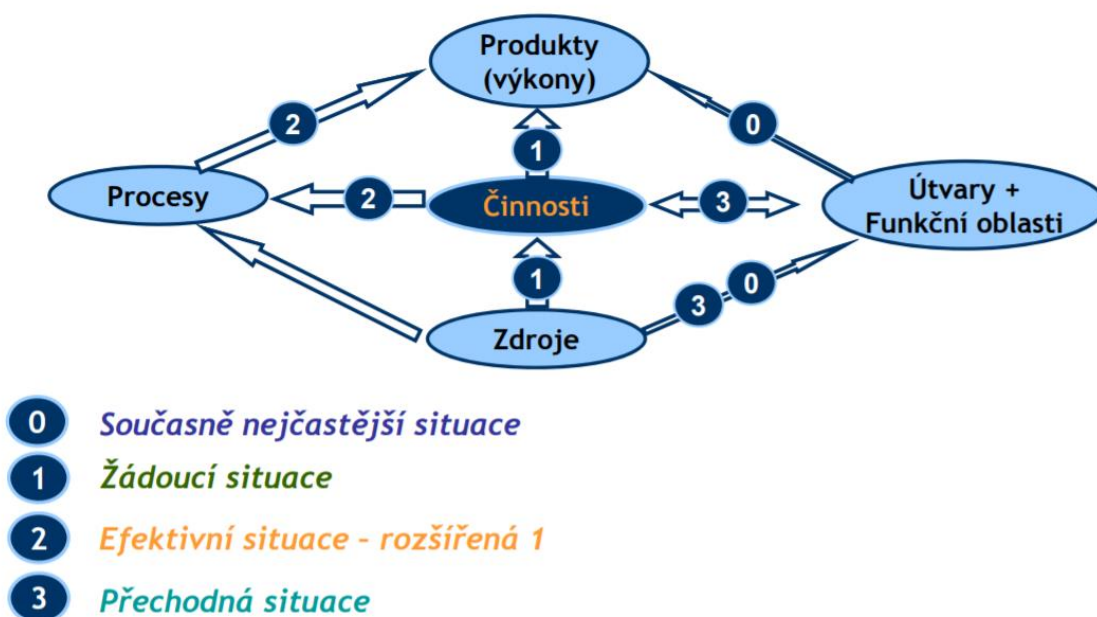 Produkty
(výkony)
2
0
1
Procesy
2
Činnosti
3
Útvary +
Funkční oblasti
1
3
0
Zdroje
0 Současně nejčastější situace
1 Žádoucí situace
2 Efektivní situace - rozšířená 1
3 Přechodná situace